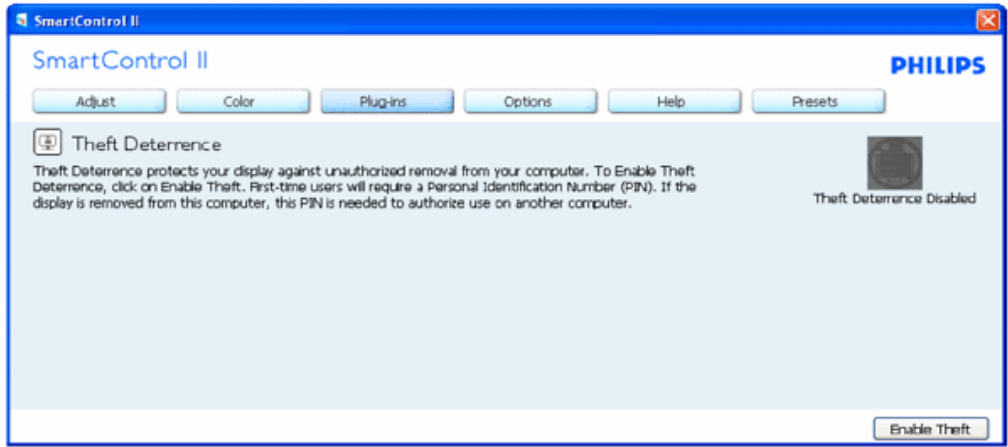 SmartControl II
SmartControl II
PHILIPS
Adjust Color Plug-ins Options Help Presets
Theft Deterrence
Theft Deterrence protects your display against unauthorized removal from your computer. To Enable Theft
Deterrence, click on Enable Theft. First-time users will require a Personal Identification Number (PIN). If the
display is removed from this computer, this PIN is needed to authorize use on another computer.
Theft Deterrence Disabled
Enable Theft